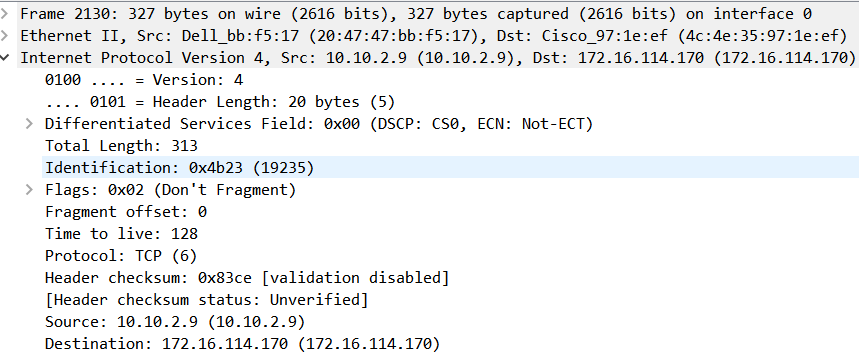 Frame 2130: 327 bytes on wire (2616 bits), 327 bytes captured (2616 bits) on interface 0
Ethernet II, Src: Dell_bb:f5:17 (20:47:47:bb:f5:17), Dst: Cisco_97:1e:ef (4c:4e:35:97:1e:ef)
Internet Protocol Version 4, Src: 10.10.2.9 (10.10.2.9), Dst: 172.16.114.170 (172.16.114.170)
0100 .... = Version: 4
.... 0101 = Header Length: 20 bytes (5)
Differentiated Services Field: 0x00 (DSCP: CS0, ECN: Not-ECT)
Total Length: 313
Identification: 0x4b23 (19235)
Flags: 0x02 (Don't Fragment)
Fragment offset: 0
Time to live: 128
Protocol: TCP (6)
Header checksum: 0x83ce [validation disabled]
[Header checksum status: Unverified]
Source: 10.10.2.9 (10.10.2.9)
Destination: 172.16.114.170 (172.16.114.170)